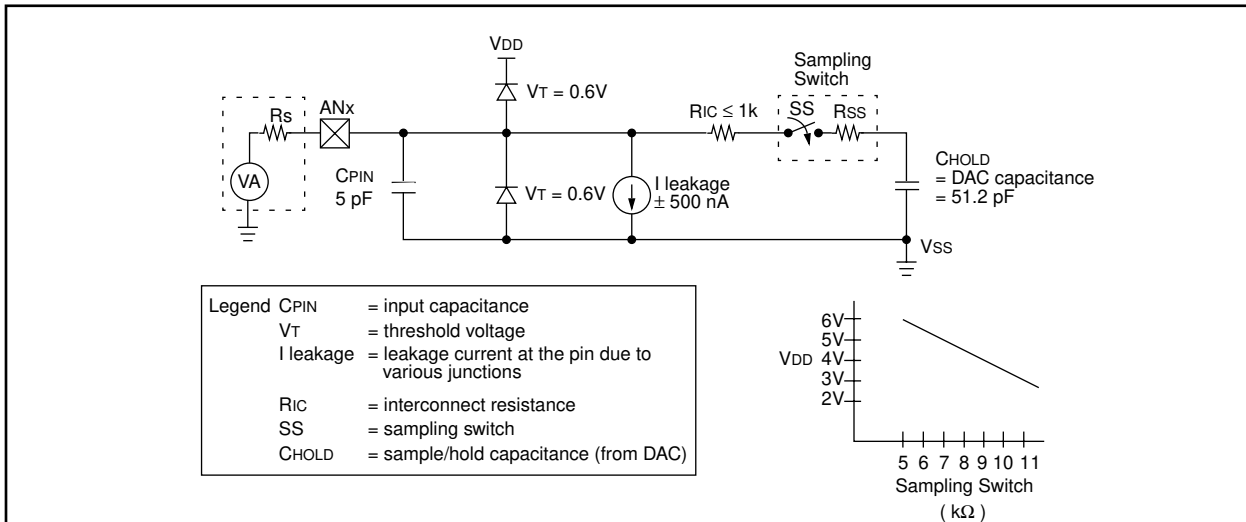 VDD
Sampling
Switch
VT = 0.6V
RIC ≤ 1k
SS
RSS
Rs
ANx
VA
CPIN
5 pF
VT = 0.6V
I leakage
± 500 nA
CHOLD
= DAC capacitance
= 51.2 pF
VSS
Legend CPIN = input capacitance
VT = threshold voltage
I leakage = leakage current at the pin due to
various junctions
RIC = interconnect resistance
SS = sampling switch
CHOLD = sample/hold capacitance (from DAC)
6V
5V
VDD 4V
3V
2V
5 6 7 8 9 10 11
Sampling Switch
( kΩ )